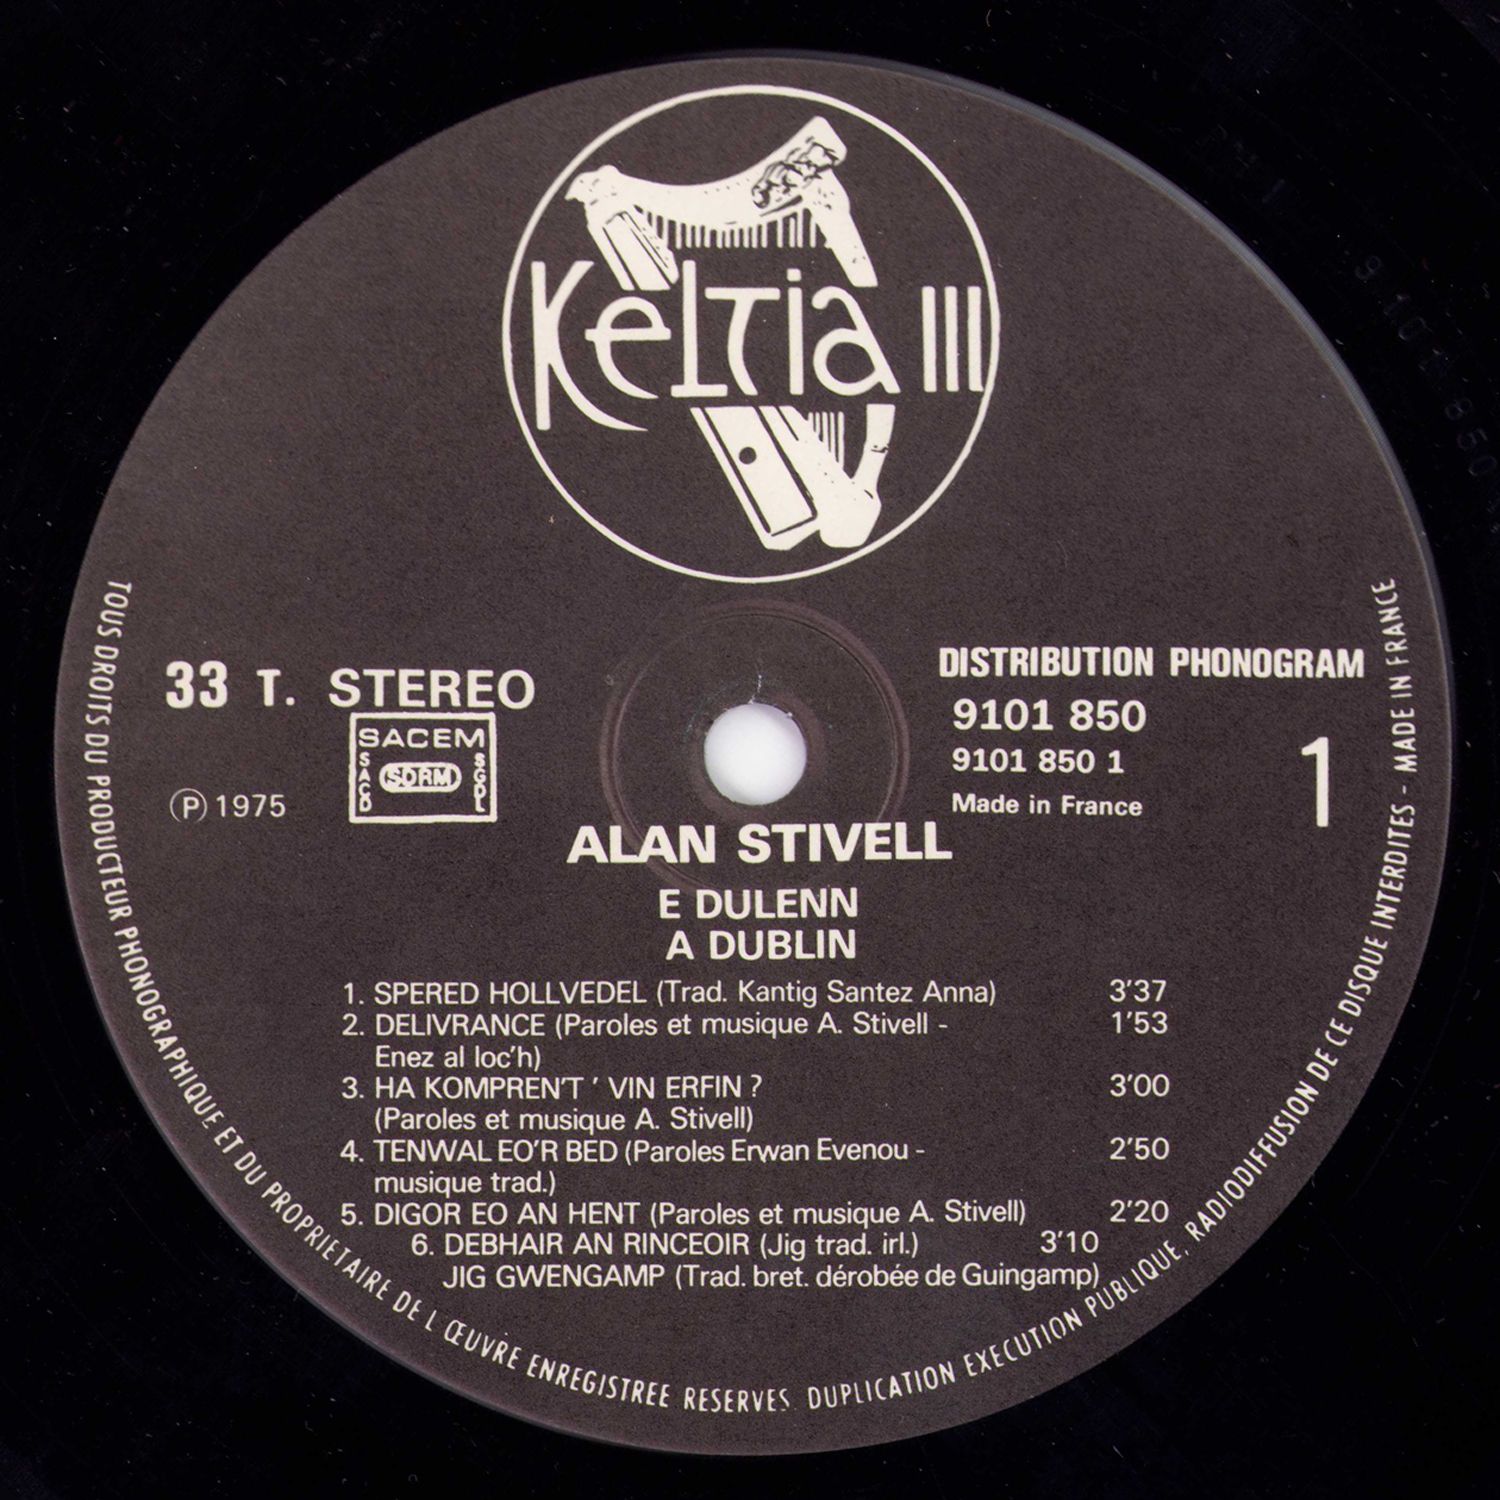 Keltia III
33 T. STEREO
SACEM
SACD
SDRM
SGDL
Ⓟ 1975
DISTRIBUTION PHONOGRAM
9101 850
9101 850 1
Made in France
1
ALAN STIVELL
E DULENN
A DUBLIN
1. SPERED HOLLVEDEL (Trad. Kantig Santez Anna) 3'37
2. DELIVRANCE (Paroles et musique A. Stivell - 1'53
Enez al loc'h)
3. HA KOMPREN'T ' VIN ERFIN ? 3'00
(Paroles et musique A. Stivell)
4. TENWAL EO'R BED (Paroles Erwan Evenou - 2'50
musique trad.)
5. DIGOR EO AN HENT (Paroles et musique A. Stivell) 2'20
6. DEBHAIR AN RINCEOIR (Jig trad. irl.) 3'10
JIG GWENGAMP (Trad. bret. dérobée de Guingamp)
TOUS DROITS DU PRODUCTEUR PHONOGRAPHIQUE ET DU PROPRIETAIRE DE L ŒUVRE ENREGISTREE RESERVES. DUPLICATION EXECUTION PUBLIQUE, RADIODIFFUSION DE CE DISQUE INTERDITES - MADE IN FRANCE